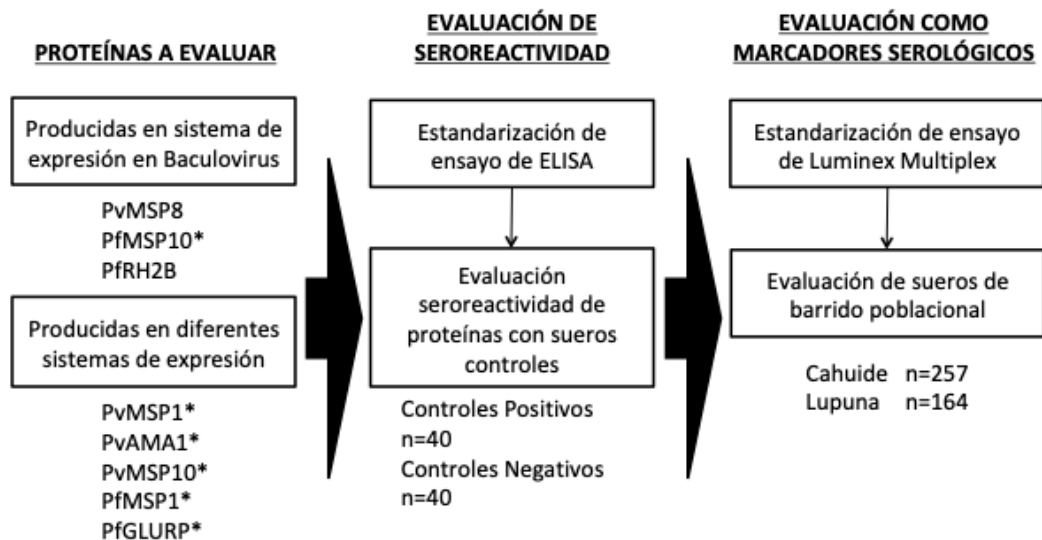 PROTEÍNAS A EVALUAR
Producidas en sistema de
expresión en Baculovirus
PvMSP8
PfMSP10*
PfRH2B
Producidas en diferentes
sistemas de expresión
PvMSP1*
PvAMA1*
PvMSP10*
PfMSP1*
PfGLURP*
EVALUACIÓN DE
SEROREACTIVIDAD
Estandarización de
ensayo de ELISA
Evaluación
seroreactividad de
proteínas con sueros
controles
Controles Positivos
n=40
Controles Negativos
n=40
EVALUACIÓN COMO
MARCADORES SEROLÓGICOS
Estandarización de ensayo
de Luminex Multiplex
Evaluación de sueros de
barrido poblacional
Cahuide n=257
Lupuna n=164